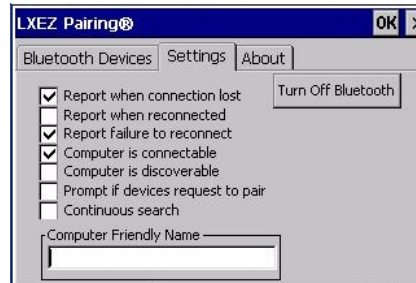 LXEZ Pairing® OK
Bluetooth Devices Settings About
Report when connection lost Turn Off Bluetooth
Report when reconnected
Report failure to reconnect
Computer is connectable
Computer is discoverable
Prompt if devices request to pair
Continuous search
Computer Friendly Name